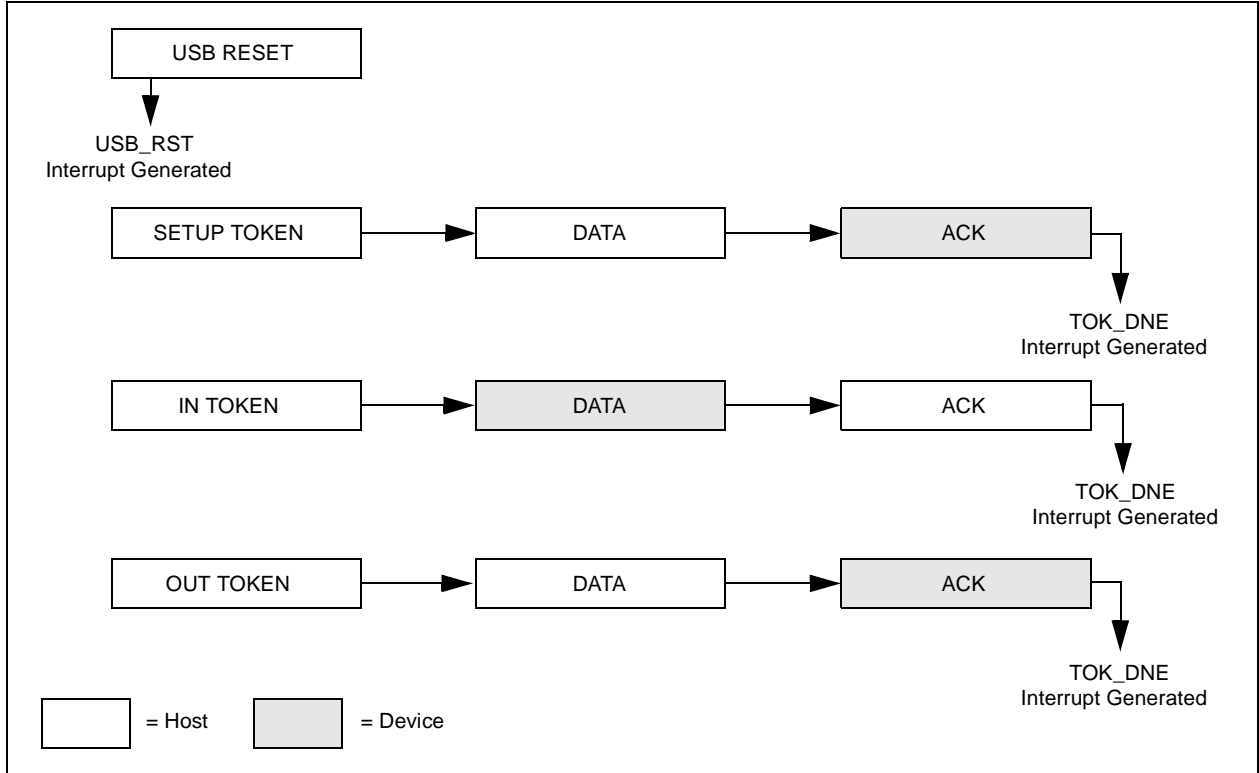 USB RESET
USB_RST
Interrupt Generated
SETUP TOKEN
DATA
ACK
TOK_DNE
Interrupt Generated
IN TOKEN
DATA
ACK
TOK_DNE
Interrupt Generated
OUT TOKEN
DATA
ACK
TOK_DNE
Interrupt Generated
= Host
= Device